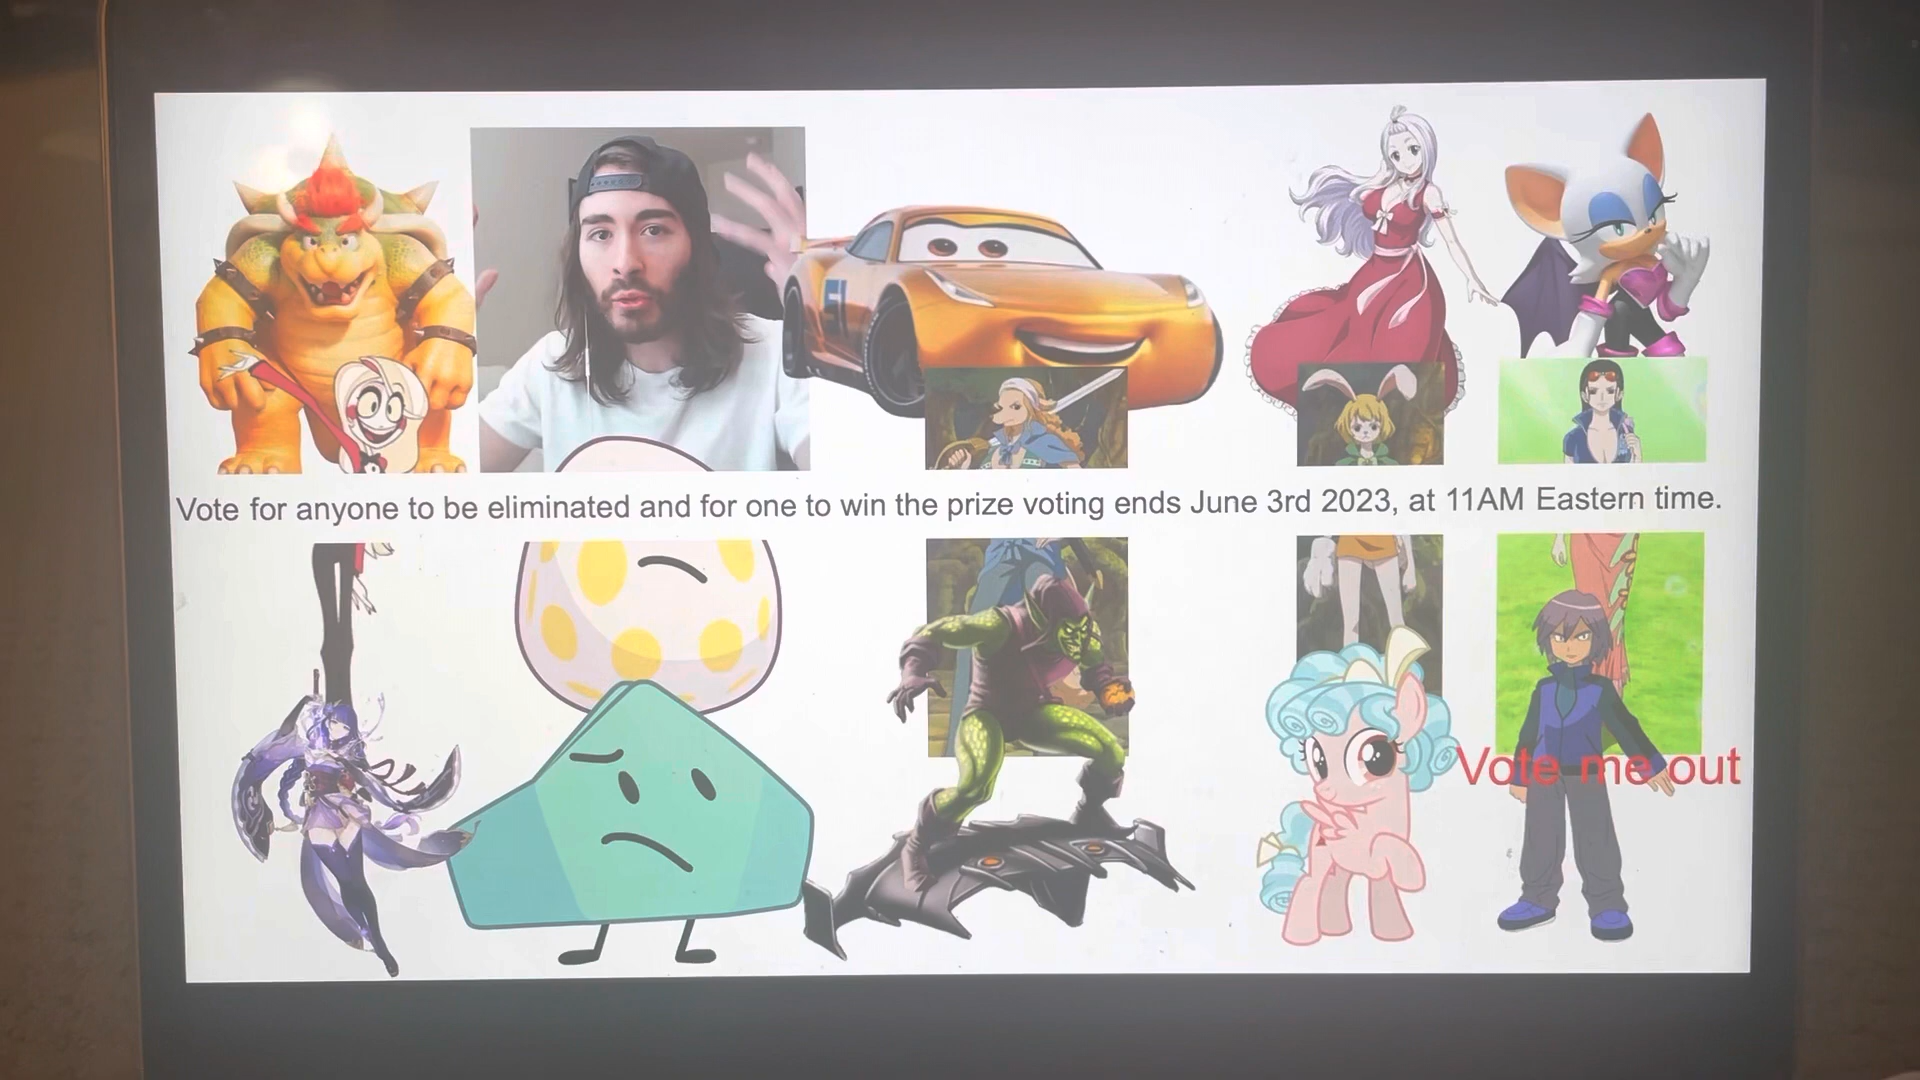 51
Vote for anyone to be eliminated and for one to win the prize voting ends June 3rd 2023, at 11AM Eastern time.
Vote me out